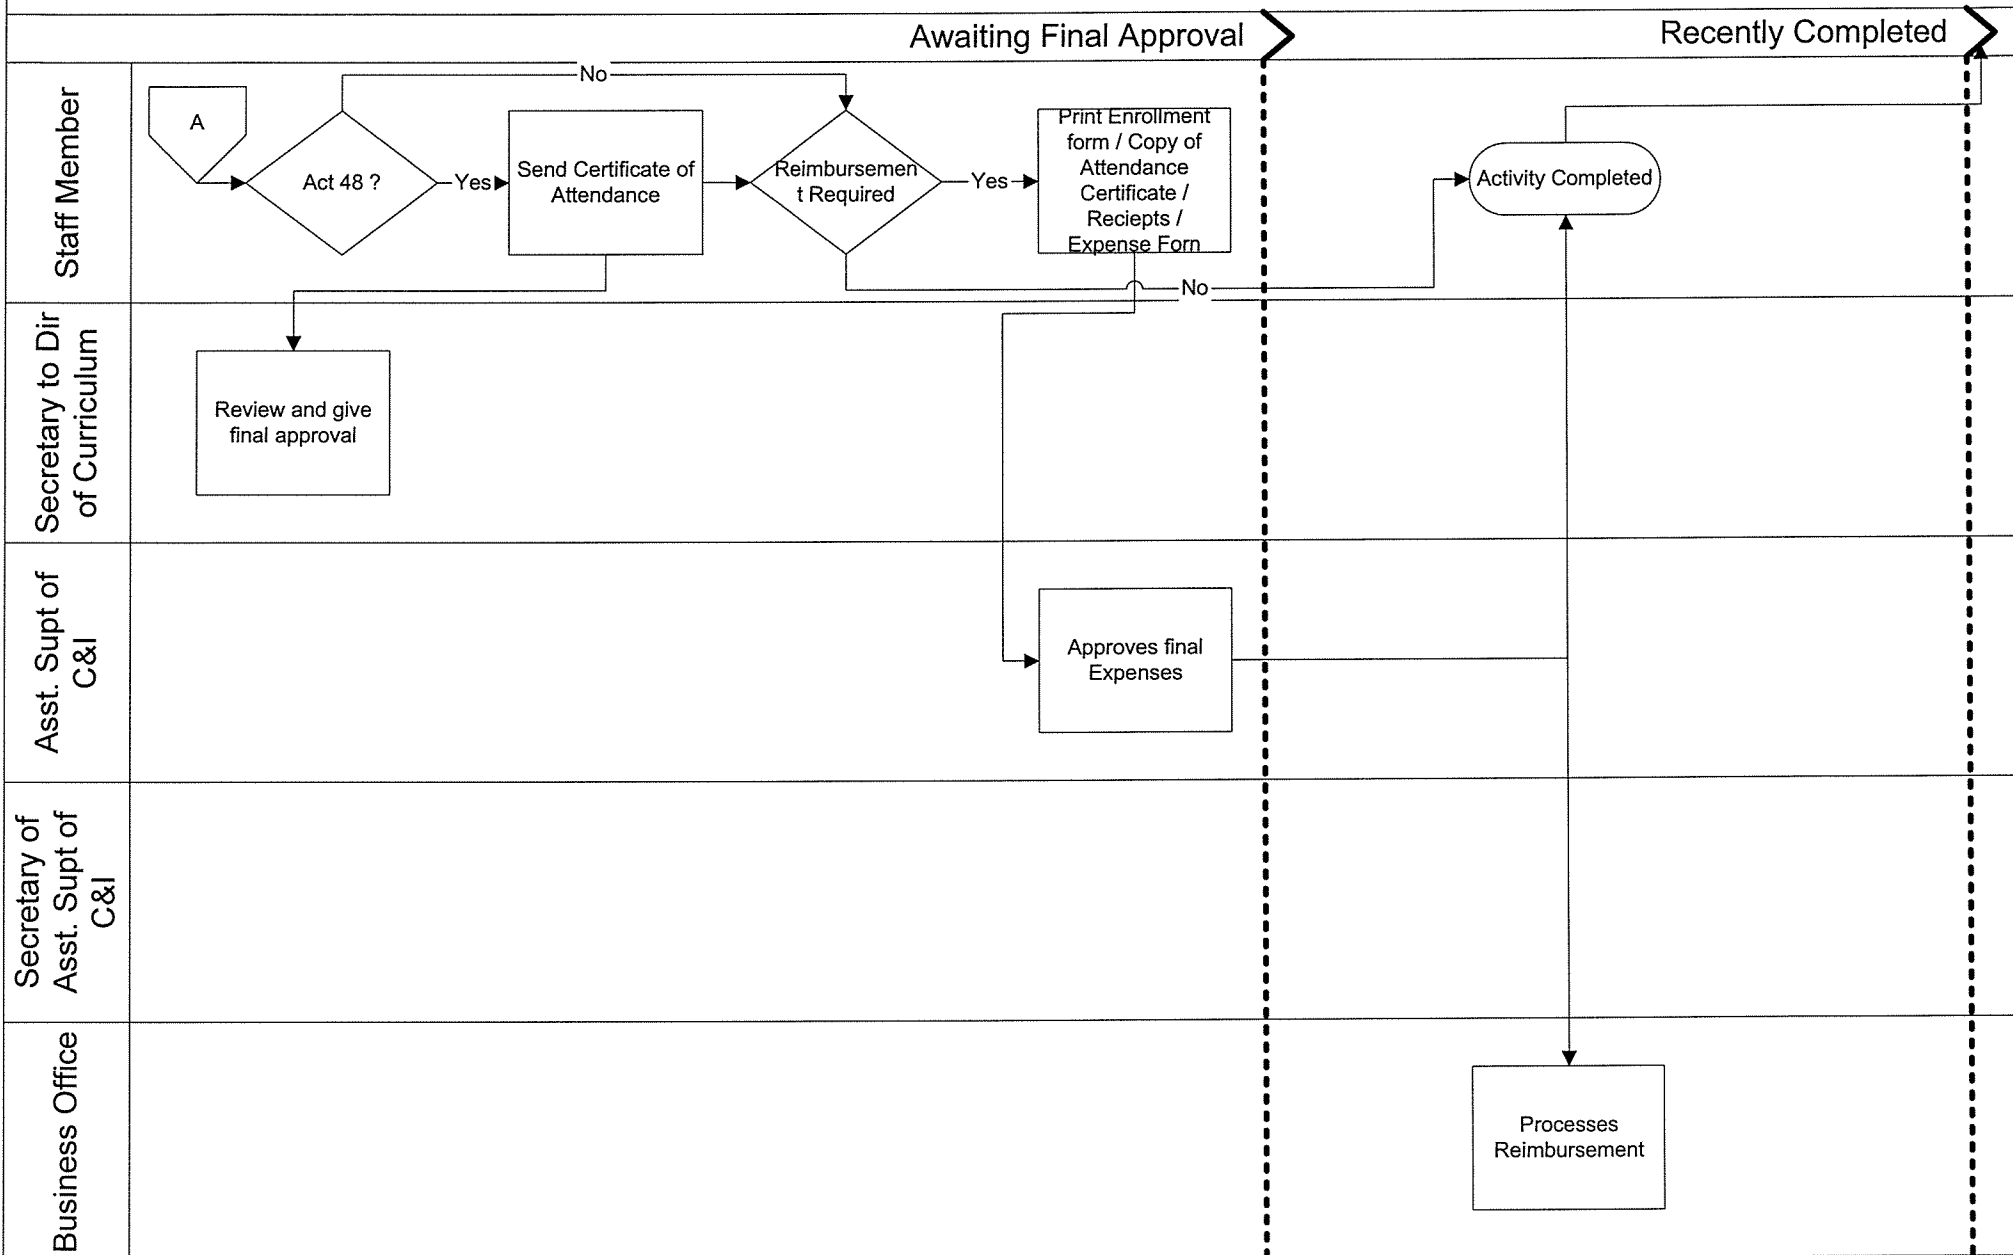 Awaiting Final Approval
Recently Completed
Staff Member
A
Act 48 ?
No
Yes
Send Certificate of
Attendance
Reimbursemen
t Required
Yes
Print Enrollment
form / Copy of
Attendance
Certificate /
Reciepts /
Expense Forn
No
Activity Completed
Secretary to Dir
of Curriculum
Review and give
final approval
Asst. Supt of
C&I
Approves final
Expenses
Secretary of
Asst. Supt of
C&I
Business Office
Processes
Reimbursement